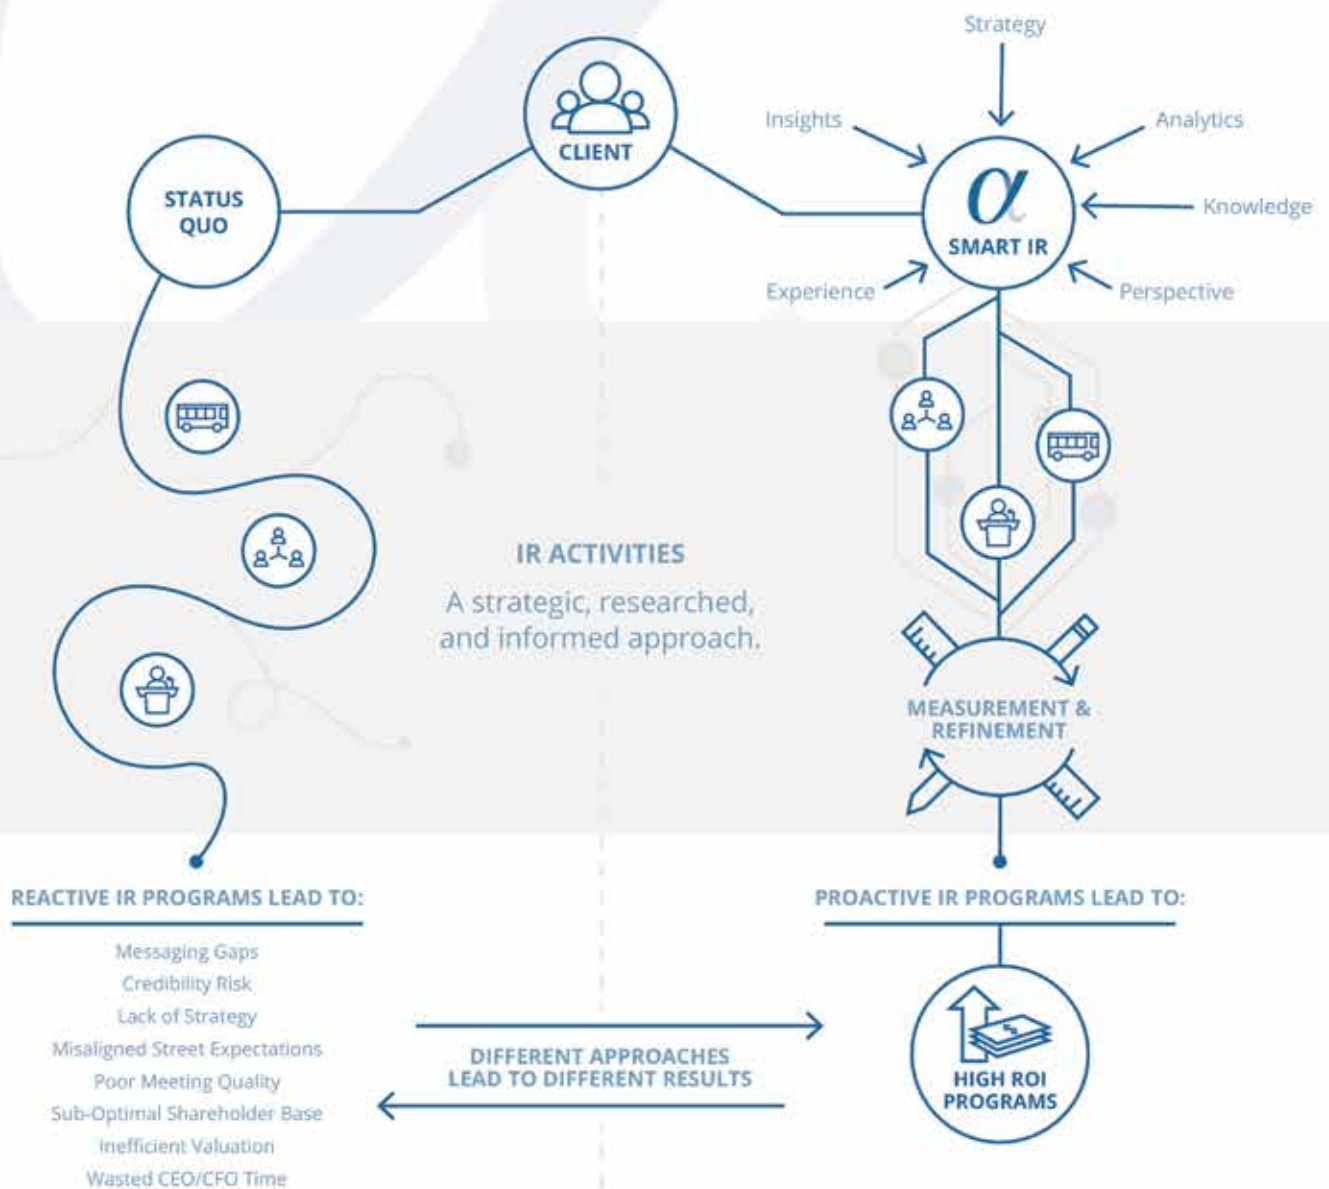 Strategy
Insights
Analytics
CLIENT
STATUS
QUO
α
SMART IR
Knowledge
Experience
Perspective
IR ACTIVITIES
A strategic, researched,
and informed approach.
MEASUREMENT &
REFINEMENT
REACTIVE IR PROGRAMS LEAD TO:
Messaging Gaps
Credibility Risk
Lack of Strategy
Misaligned Street Expectations
Poor Meeting Quality
Sub-Optimal Shareholder Base
Inefficient Valuation
Wasted CEO/CFO Time
DIFFERENT APPROACHES
LEAD TO DIFFERENT RESULTS
PROACTIVE IR PROGRAMS LEAD TO:
HIGH ROI
PROGRAMS